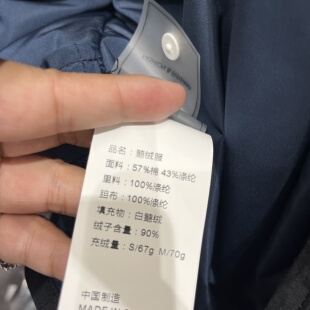 品名：鹅绒服
面料：57%棉 43%涤纶
里料：100%涤纶
胆布：100%涤纶
填充物：白鹅绒
绒子含量：90%
充绒量：S/67g M/70g
中国制造
MADE IN